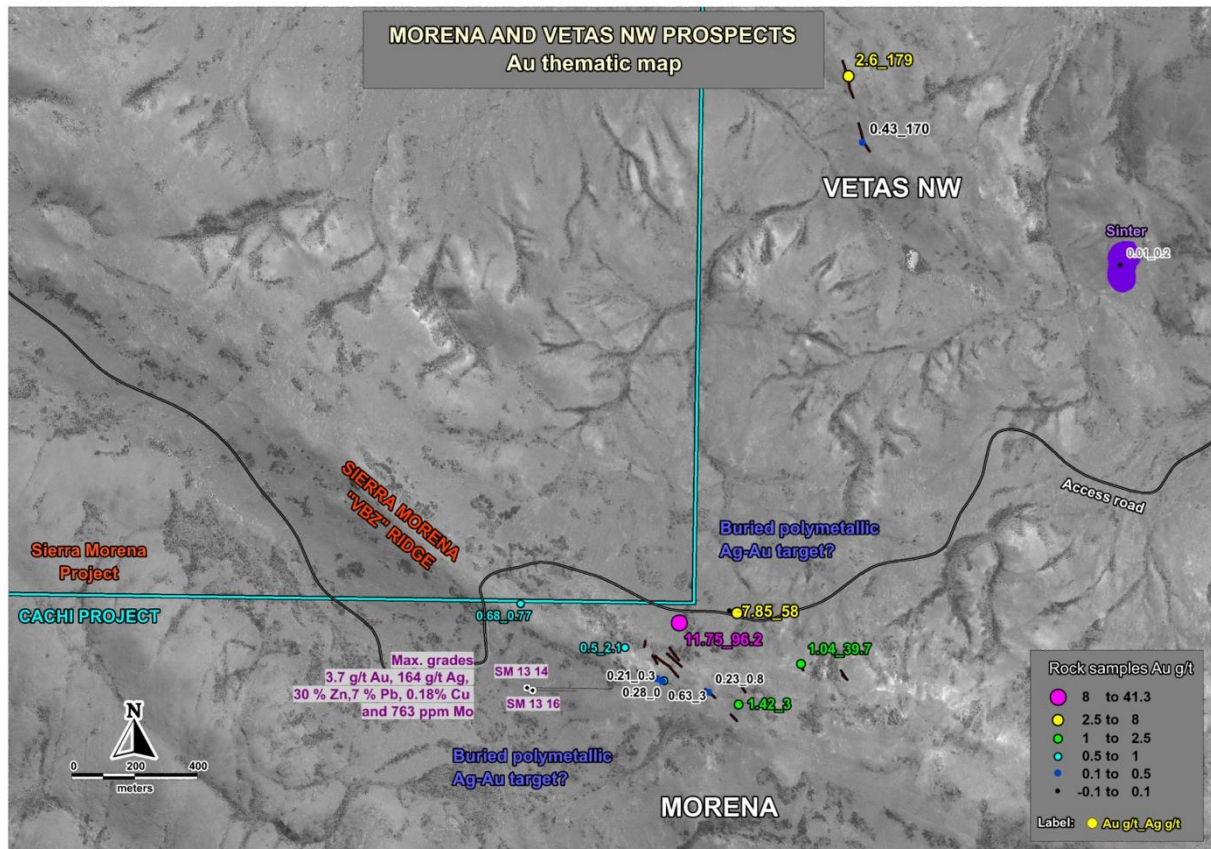 MORENA AND VETAS NW PROSPECTS
Au thematic map
2.6_179
0.43_170
VETAS NW
Sinter
0.01_0.2
Access road
SIERRA MORENA
"VBZ" RIDGE
Buried polymetallic
Ag-Au target?
Sierra Morena
Project
CACHI PROJECT
0.68_0.77
7.85_58
11.75_96.2
0.5_2.1
1.04_39.7
Max. grades
3.7 g/t Au, 164 g/t Ag,
30 % Zn,7 % Pb, 0.18% Cu
and 763 ppm Mo
SM 13 14
SM 13 16
0.21_0.3
0.28_0
0.63_3
0.23_0.8
1.42_3
Buried polymetallic
Ag-Au target?
MORENA
N
0 200 400
meters
Rock samples Au g/t
8 to 41.3
2.5 to 8
1 to 2.5
0.5 to 1
0.1 to 0.5
-0.1 to 0.1
Label: Au g/t_Ag g/t